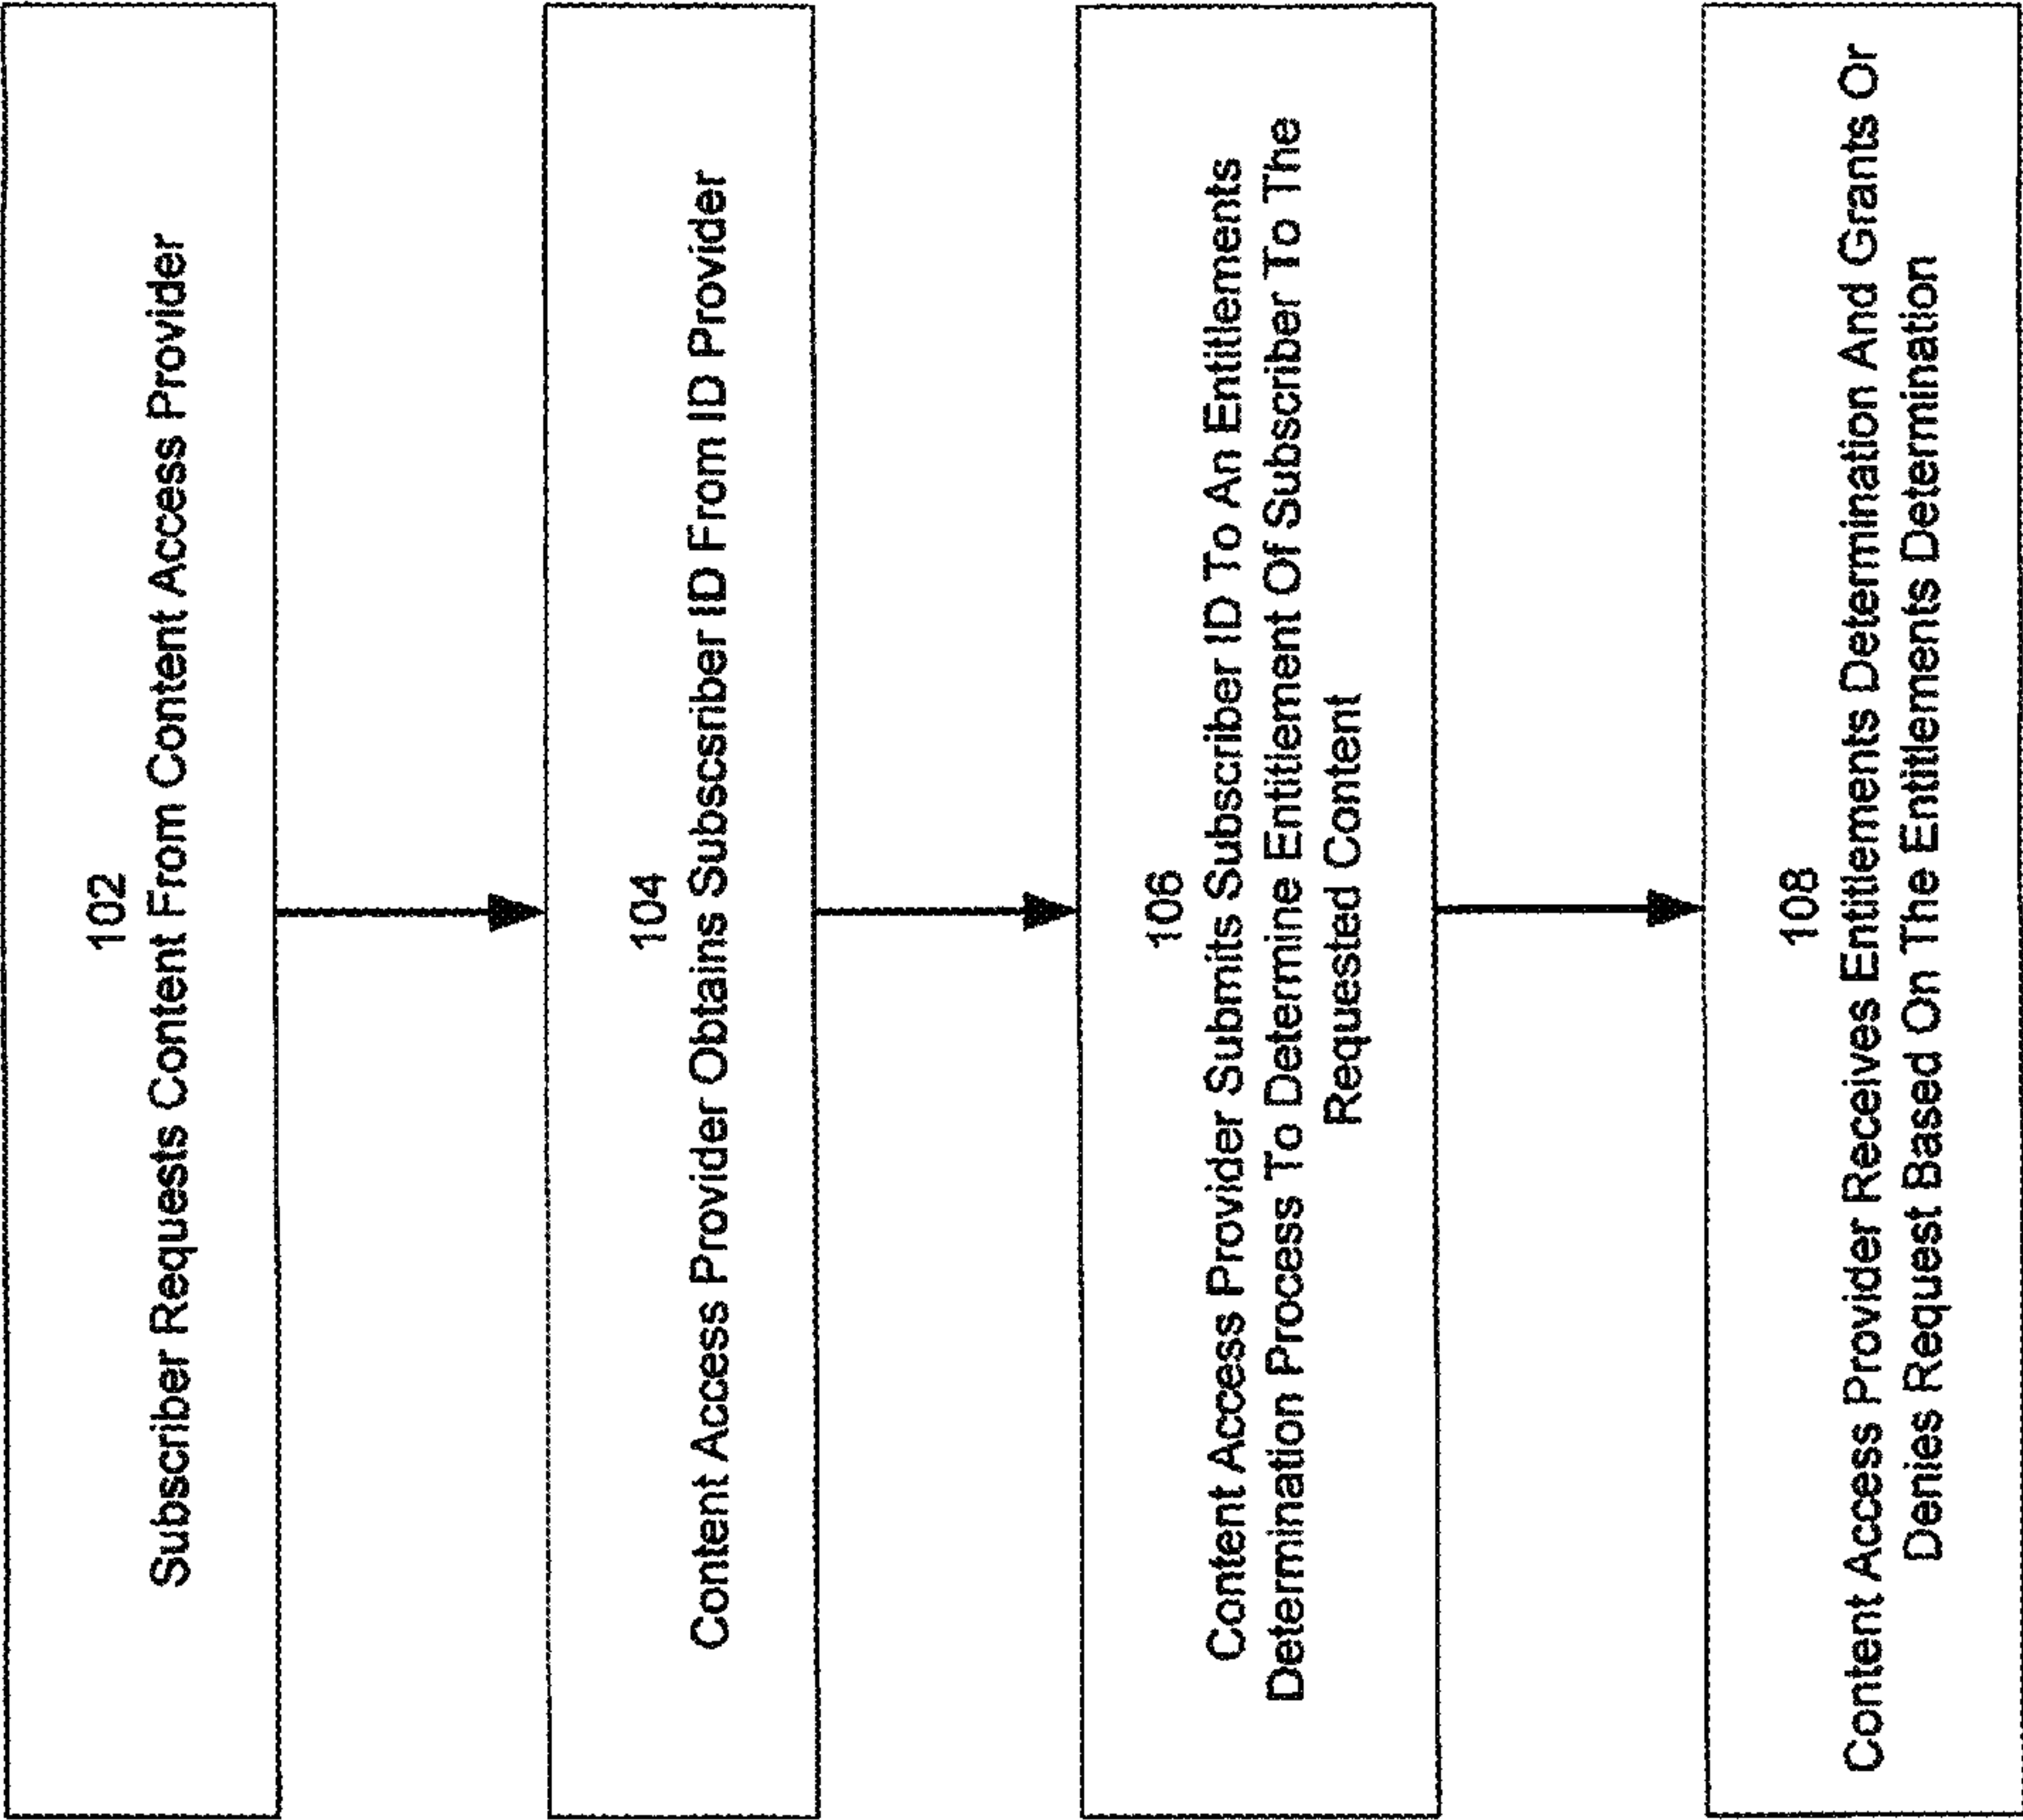 102
Subscriber Requests Content From Content Access Provider
104
Content Access Provider Obtains Subscsriber ID From ID Provider
106
Content Access Provider Submits Subscriber ID To An Entitlements
Determination Process To Determine Entitlement Of Subscriber To The
Requested Content
108
Content Access Provider Receives Entitlements Determination And Grants Or
Denies Request Based On The Entitlements Determination